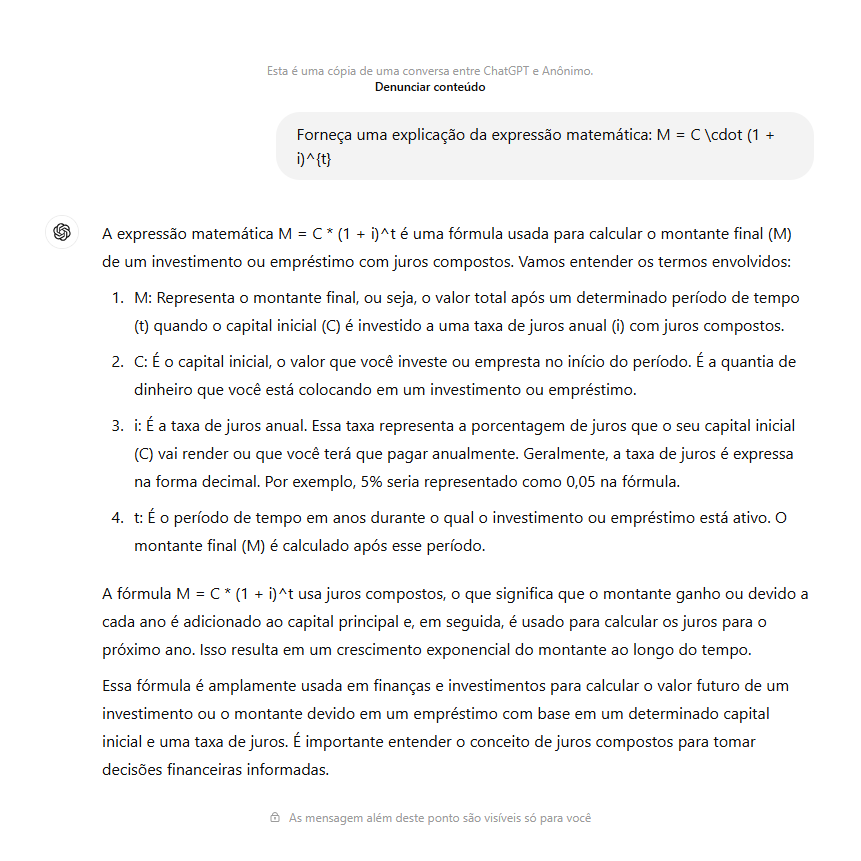 Esta é uma cópia de uma conversa entre ChatGPT e Anônimo.
Denunciar conteúdo
Forneça uma explicação da expressão matemática: M = C \cdot (1 +
i)^{t}
A expressão matemática M = C * (1 + i)^t é uma fórmula usada para calcular o montante final (M)
de um investimento ou empréstimo com juros compostos. Vamos entender os termos envolvidos:
1. M: Representa o montante final, ou seja, o valor total após um determinado período de tempo
(t) quando o capital inicial (C) é investido a uma taxa de juros anual (i) com juros compostos.
2. C: É o capital inicial, o valor que você investe ou empresta no início do período. É a quantia de
dinheiro que você está colocando em um investimento ou empréstimo.
3. i: É a taxa de juros anual. Essa taxa representa a porcentagem de juros que o seu capital inicial
(C) vai render ou que você terá que pagar anualmente. Geralmente, a taxa de juros é expressa
na forma decimal. Por exemplo, 5% seria representado como 0,05 na fórmula.
4. t: É o período de tempo em anos durante o qual o investimento ou empréstimo está ativo. O
montante final (M) é calculado após esse período.
A fórmula M = C * (1 + i)^t usa juros compostos, o que significa que o montante ganho ou devido a
cada ano é adicionado ao capital principal e, em seguida, é usado para calcular os juros para o
próximo ano. Isso resulta em um crescimento exponencial do montante ao longo do tempo.
Essa fórmula é amplamente usada em finanças e investimentos para calcular o valor futuro de um
investimento ou o montante devido em um empréstimo com base em um determinado capital
inicial e uma taxa de juros. É importante entender o conceito de juros compostos para tomar
decisões financeiras informadas.
As mensagem além deste ponto são visíveis só para você